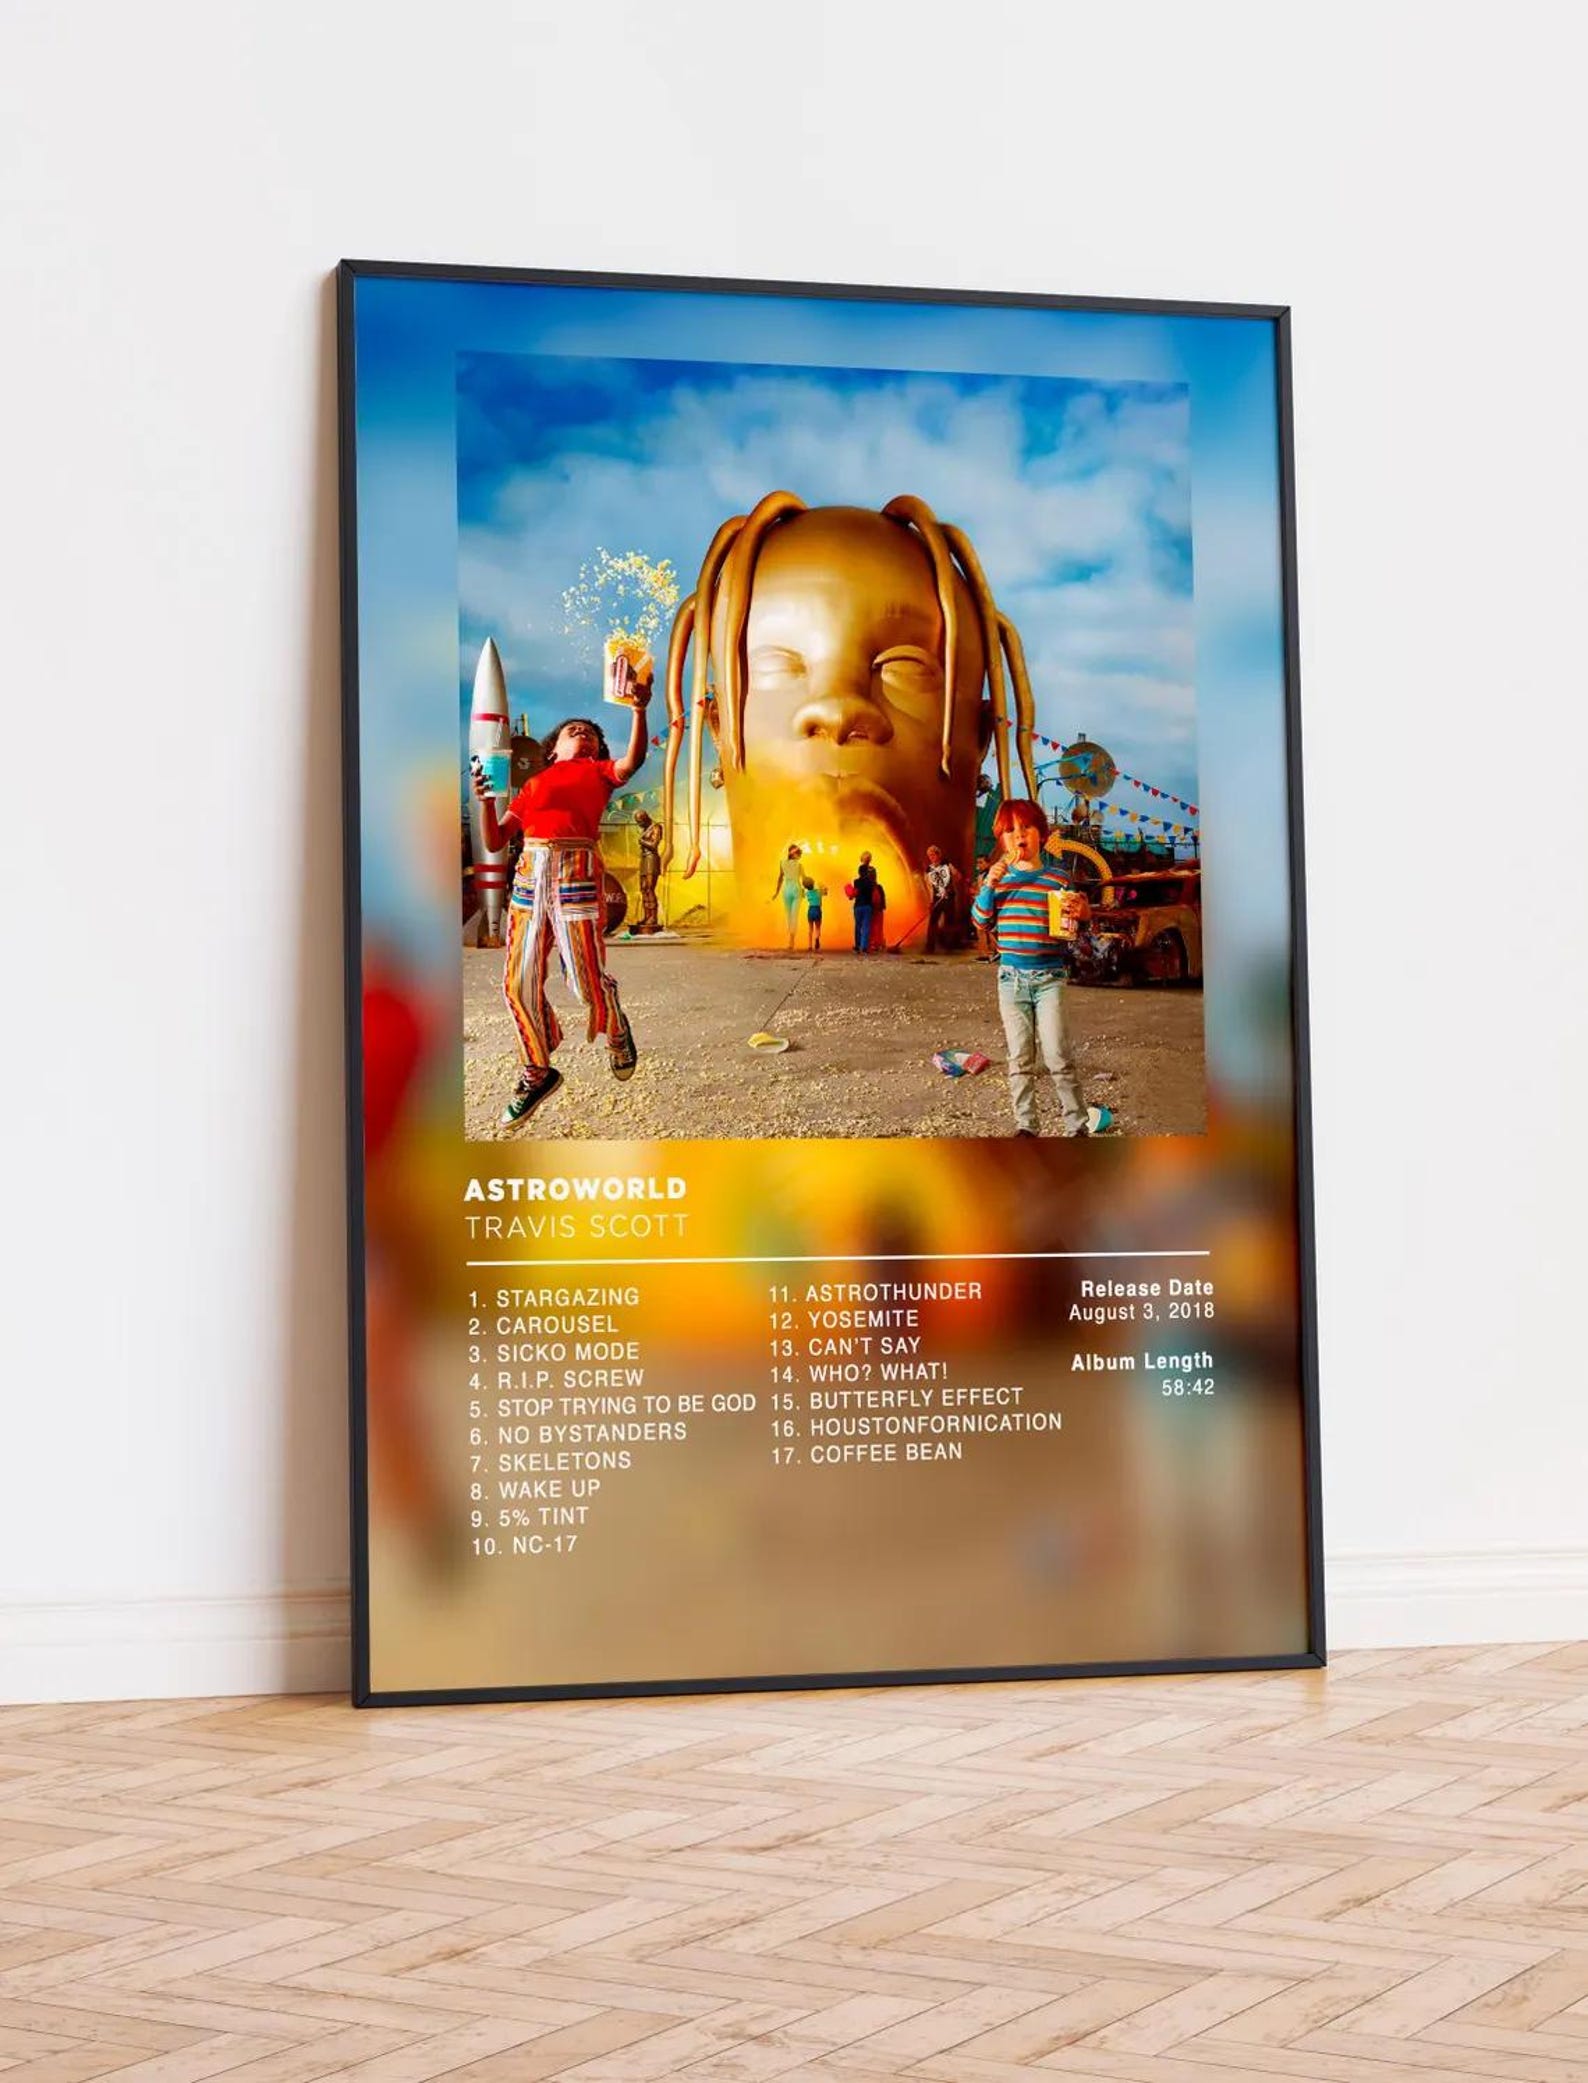 ASTROWORLD
TRAVIS SCOTT
1. STARGAZING
2. CAROUSEL
3. SICKO MODE
4. R.I.P. SCREW
5. STOP TRYING TO BE GOD
6. NO BYSTANDERS
7. SKELETONS
8. WAKE UP
9. 5% TINT
10. NC-17
11. ASTROTHUNDER
12. YOSEMITE
13. CAN'T SAY
14. WHO? WHAT!
15. BUTTERFLY EFFECT
16. HOUSTONFORNICATION
17. COFFEE BEAN
Release Date
August 3, 2018
Album Length
58:42